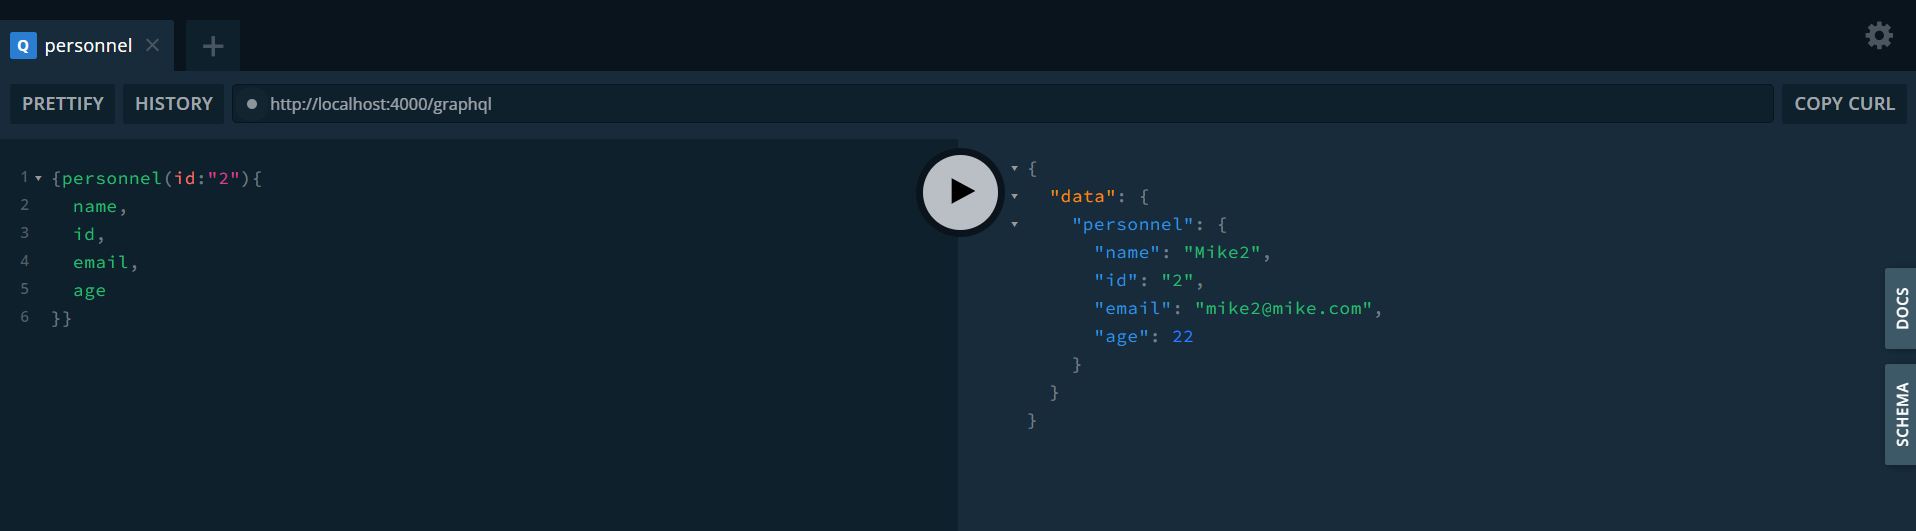 Q personnel
PRETTIFY HISTORY http://localhost:4000/graphql COPY CURL
1 {personnel(id:"2"){
2 name,
3 id,
4 email,
5 age
6 }}
{
"data": {
"personnel": {
"name": "Mike2",
"id": "2",
"email": "mike2@mike.com",
"age": 22
}
}
}
DOCS
SCHEMA